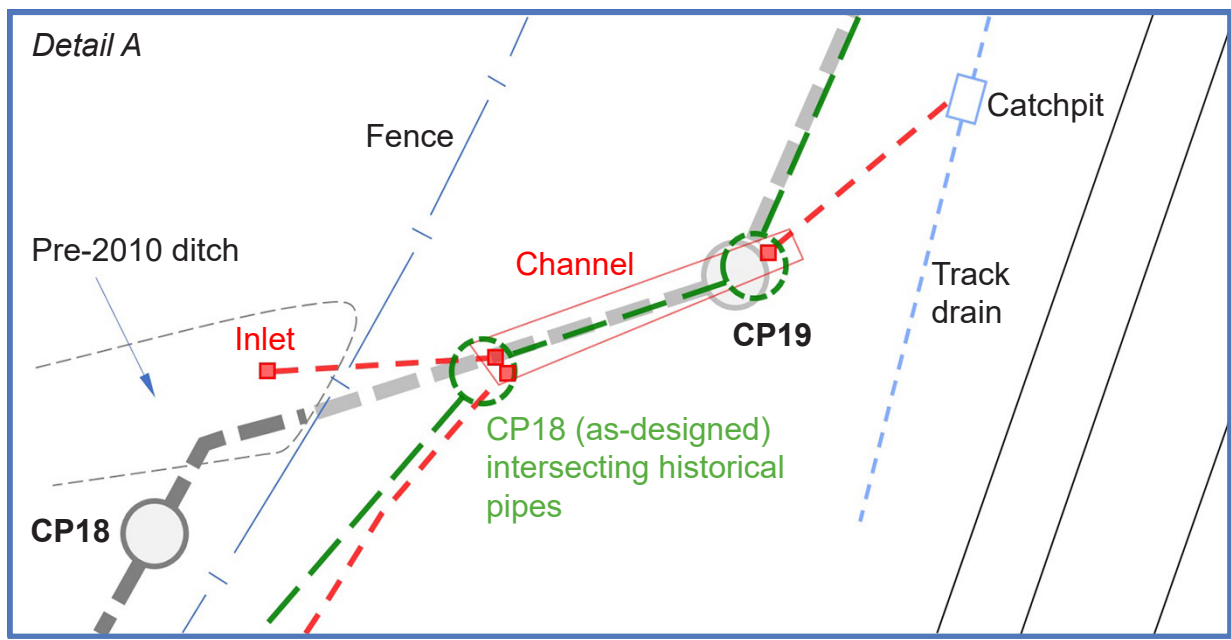 Detail A
Fence
Catchpit
Pre-2010 ditch
Channel
Track
drain
Inlet
CP19
CP18 (as-designed)
intersecting historical
pipes
CP18